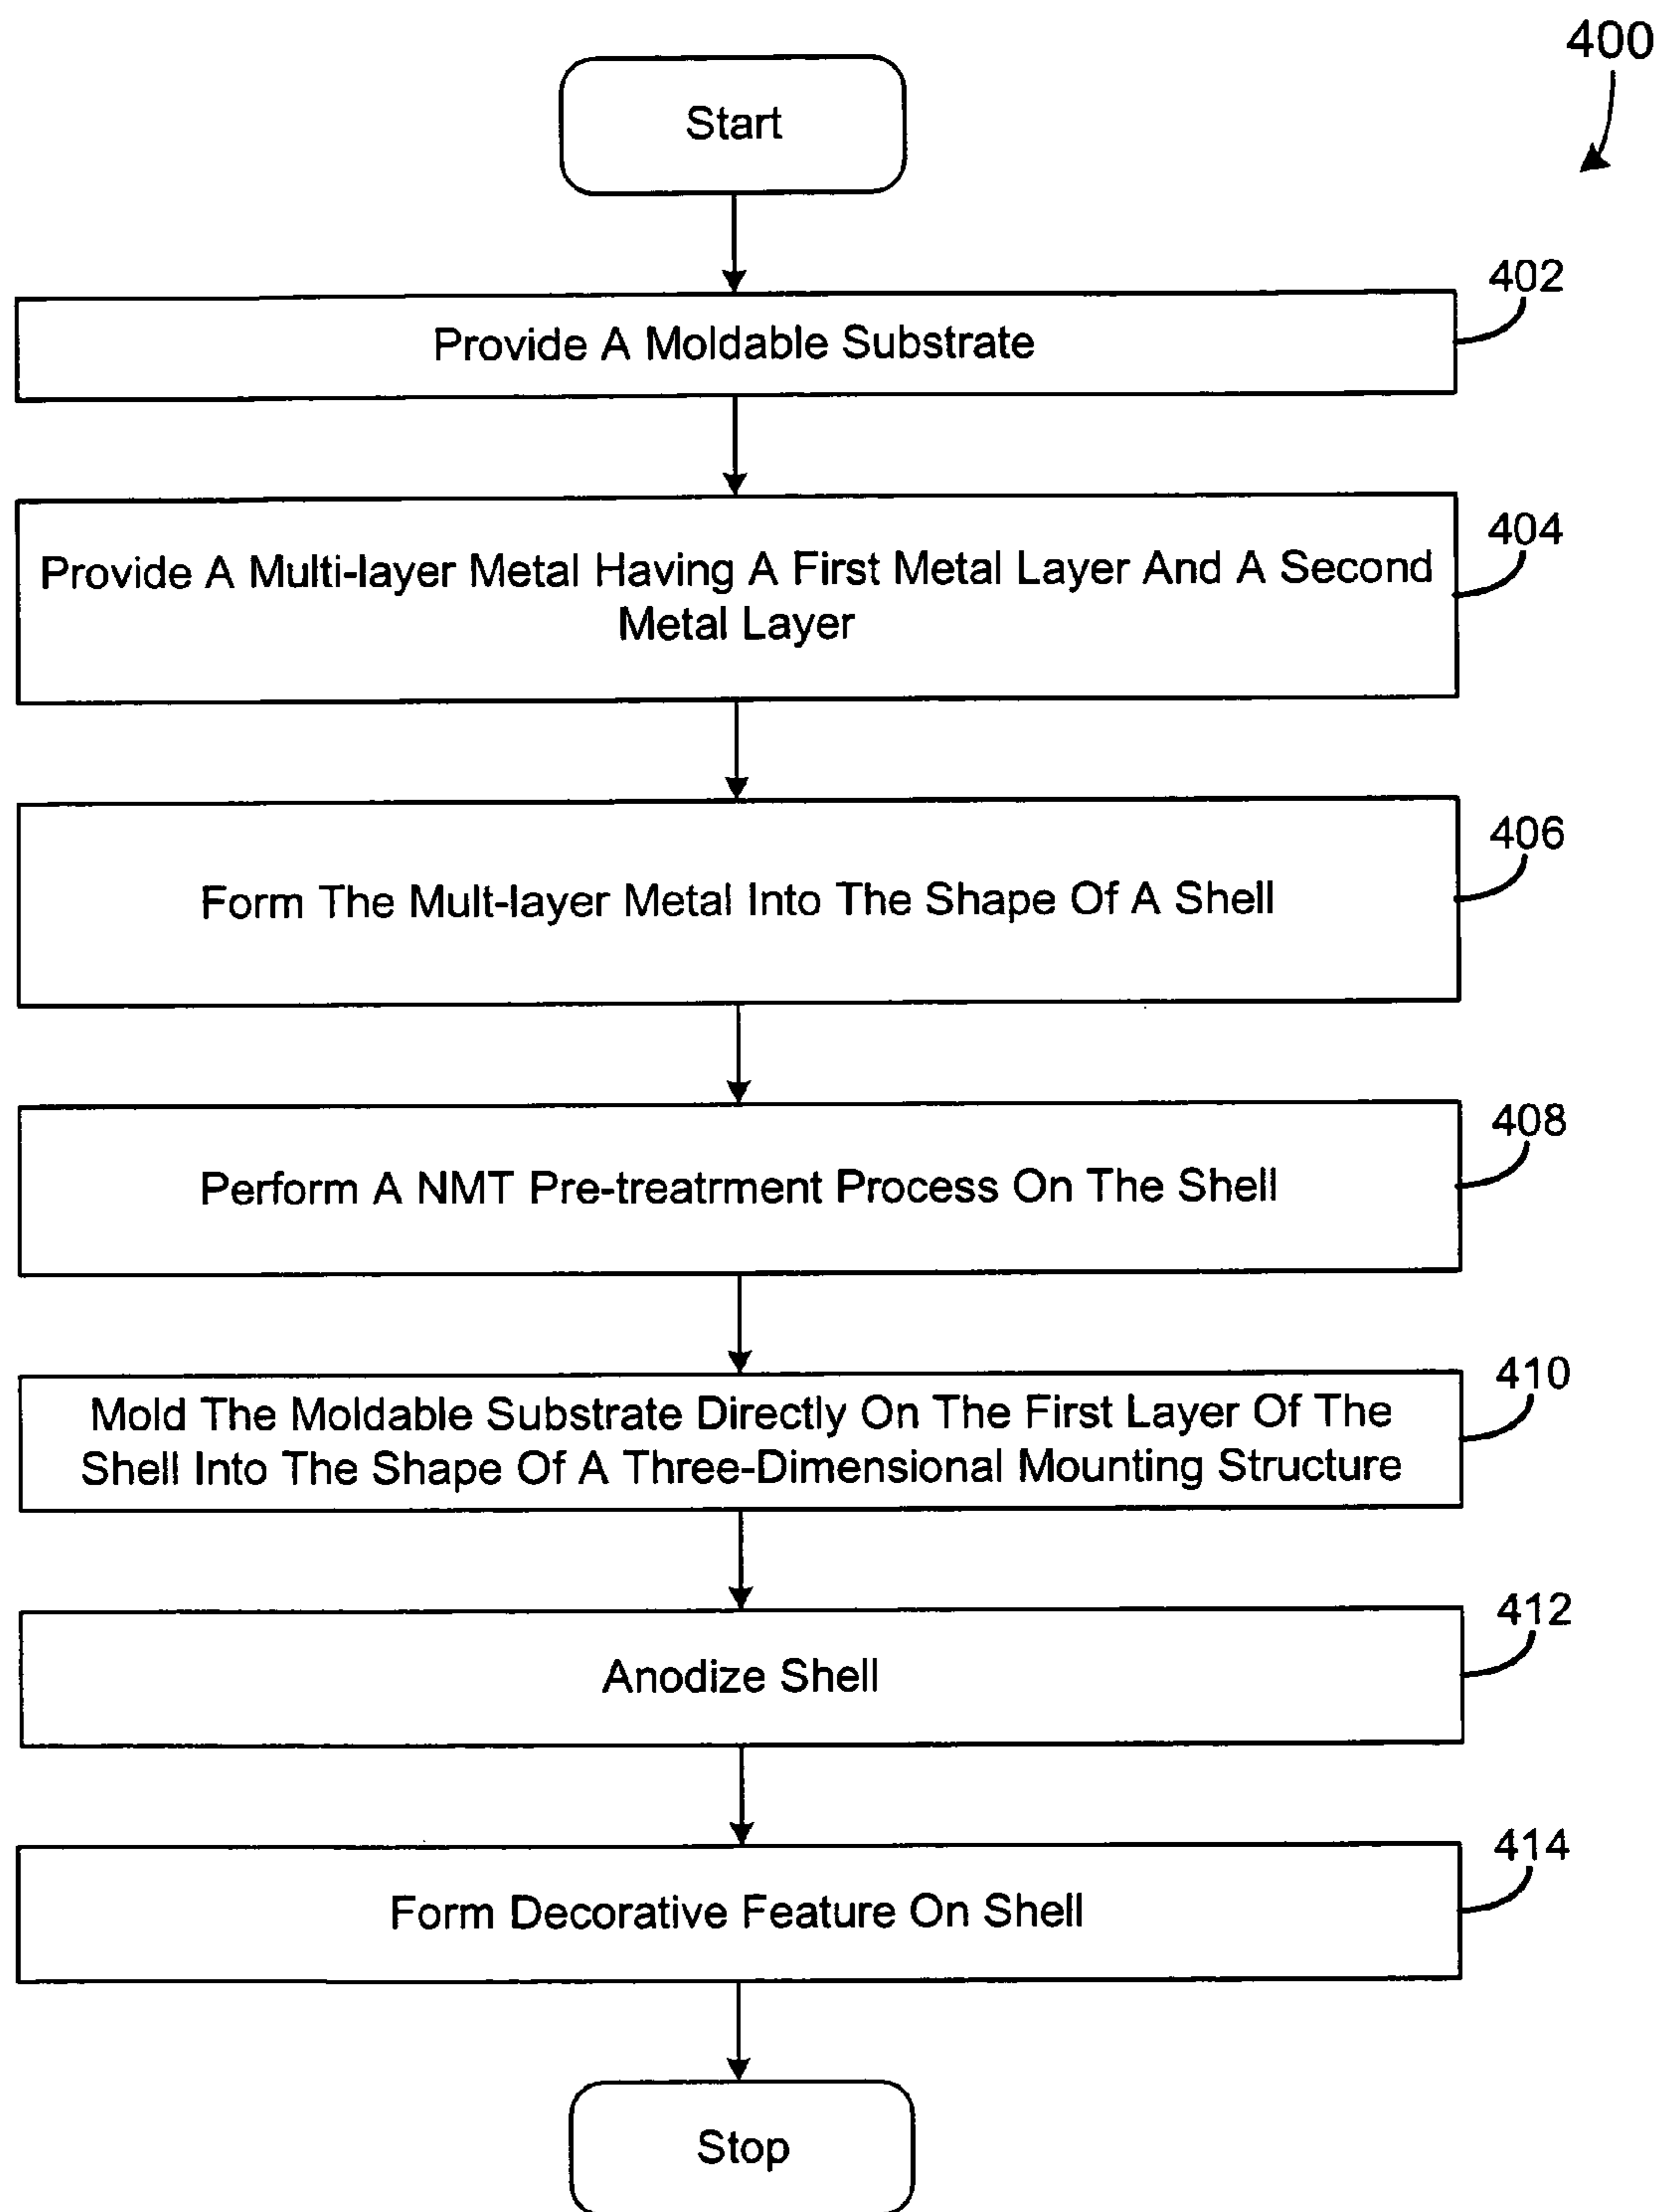 400
Start
402
Provide A Moldable Substrate
404
Provide A Multi-layer Metal Having A First Metal Layer And A Second
Metal Layer
406
Form The Mult-layer Metal Into The Shape Of A Shell
408
Perform A NMT Pre-treatrment Process On The Shell
410
Mold The Moldable Substrate Directly On The First Layer Of The
Shell Into The Shape Of A Three-Dimensional Mounting Structure
412
Anodize Shell
414
Form Decorative Feature On Shell
Stop